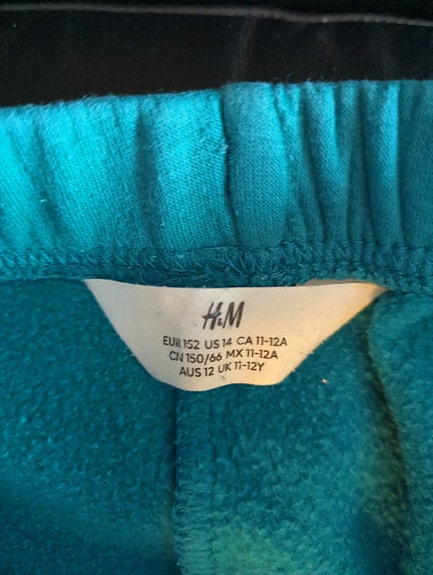 H&M
EUR 152 US 14 CA 11-12A
CN 150/66 MX 11-12A
AUS 12 UK 11-12Y